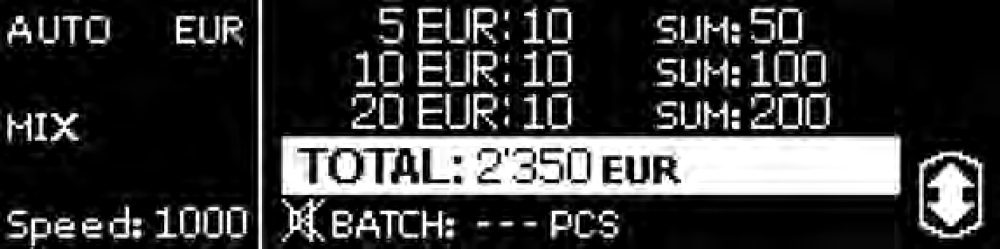 AUTO EUR
MIX
Speed: 1000
5 EUR: 10 SUM: 50
10 EUR: 10 SUM: 100
20 EUR: 10 SUM: 200
TOTAL: 2'350 EUR
BATCH: --- PCS